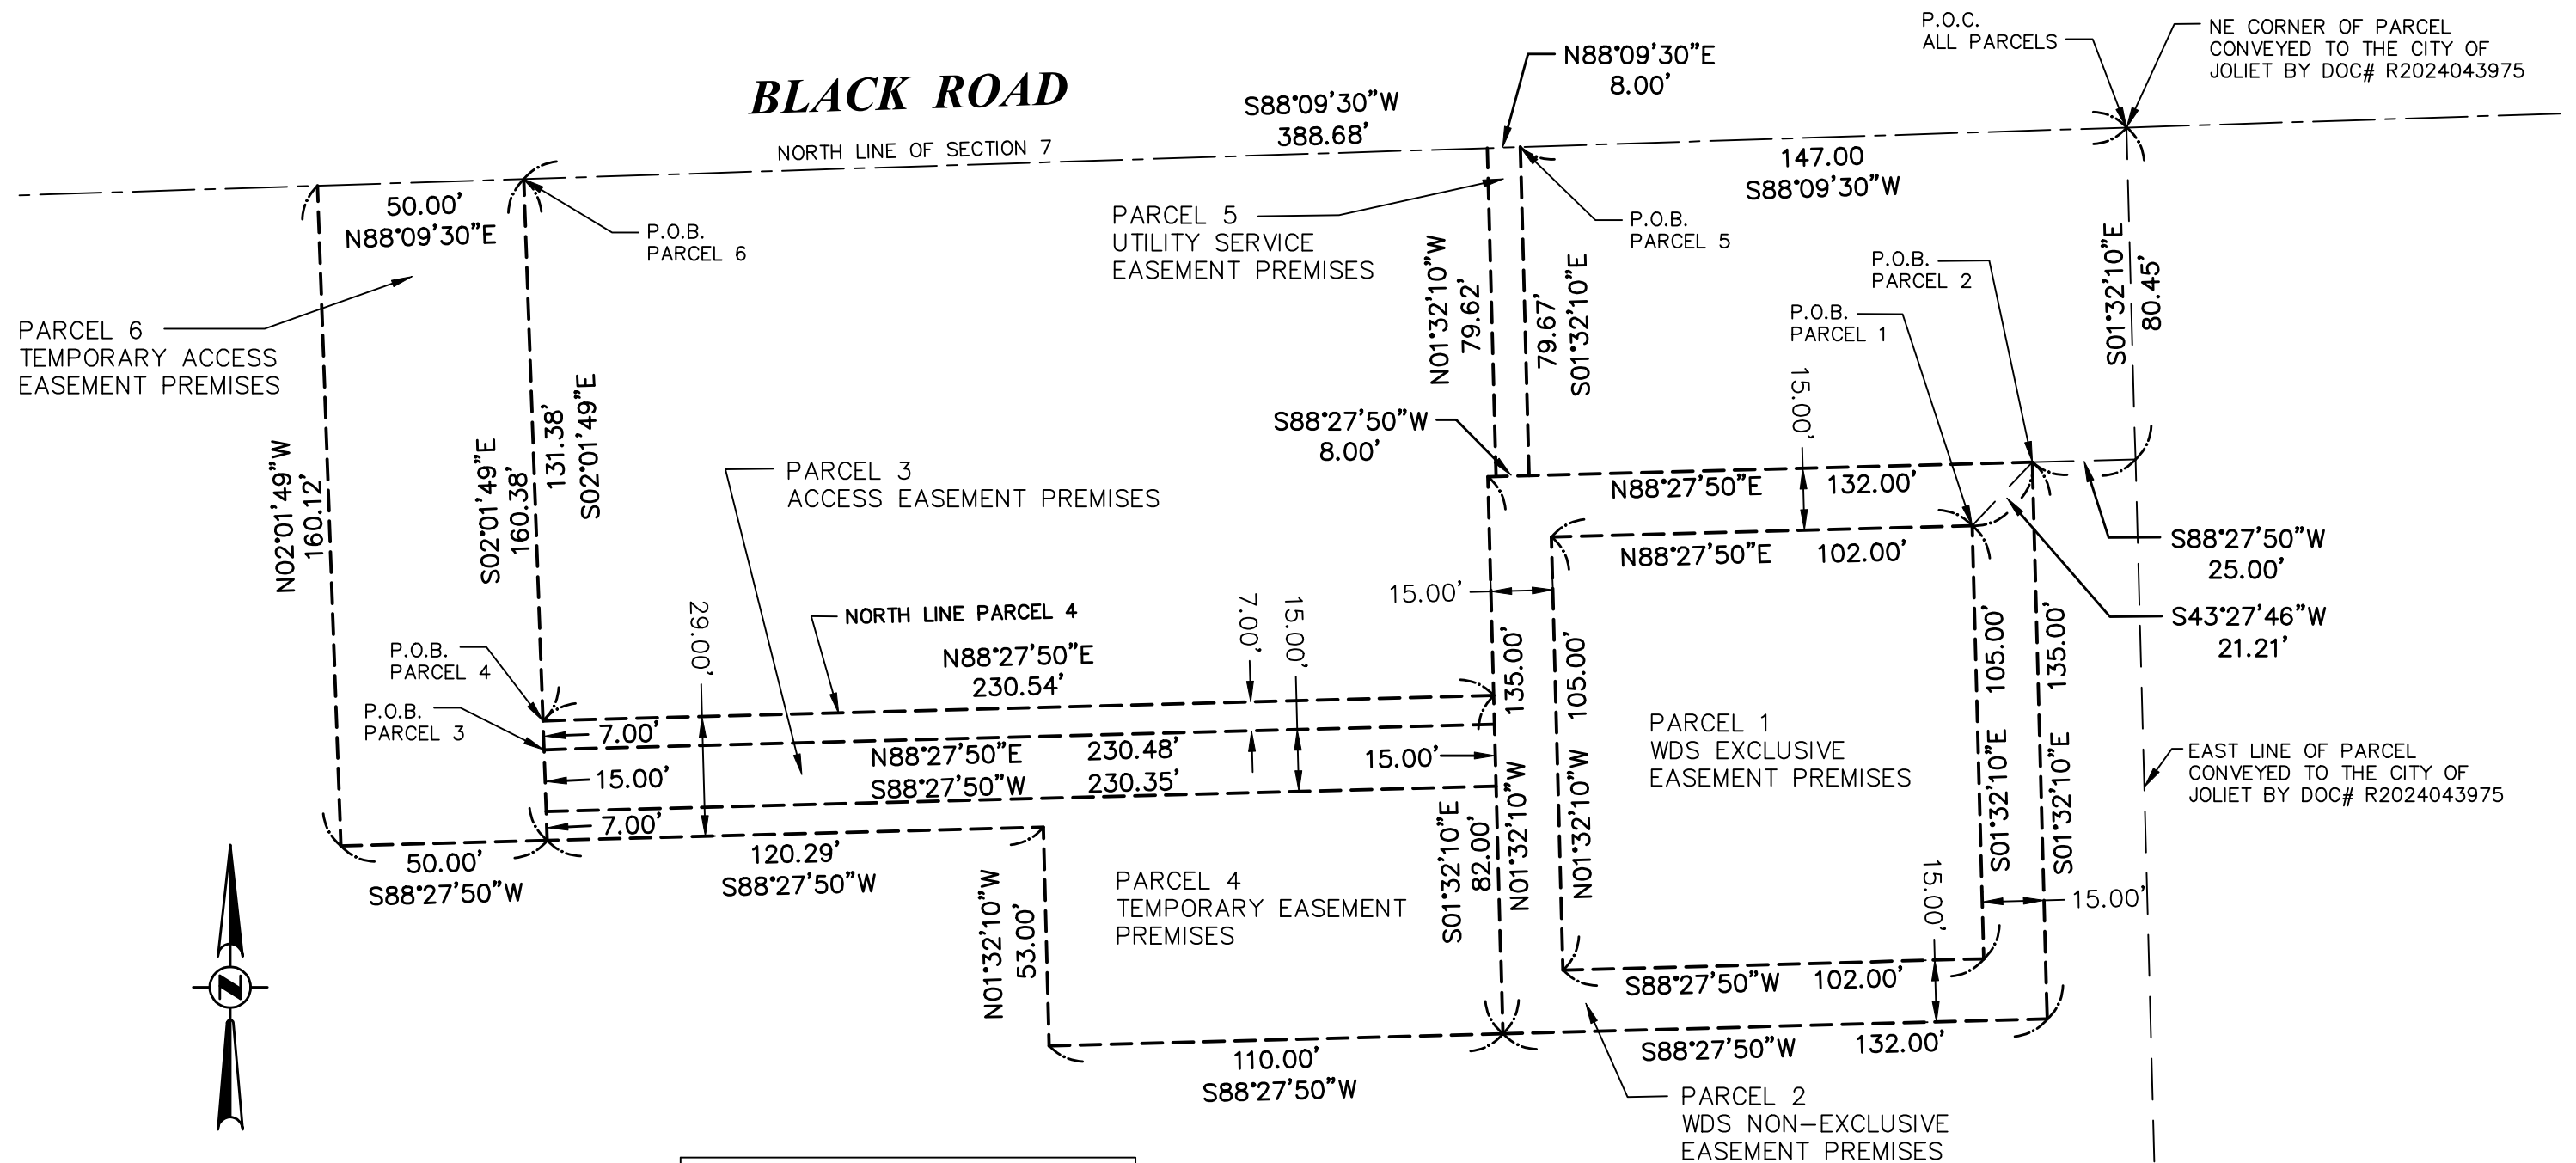 P.O.C.
ALL PARCELS
NE CORNER OF PARCEL
CONVEYED TO THE CITY OF
JOLIET BY DOC# R2024043975
BLACK ROAD
NORTH LINE OF SECTION 7
S88°09'30"W
388.68'
N88°09'30"E
8.00'
147.00
S88°09'30"W
50.00'
N88°09'30"E
P.O.B.
PARCEL 6
PARCEL 5
UTILITY SERVICE
EASEMENT PREMISES
P.O.B.
PARCEL 5
P.O.B.
PARCEL 2
P.O.B.
PARCEL 1
S01°32'10"E
80.45'
PARCEL 6
TEMPORARY ACCESS
EASEMENT PREMISES
N01°32'10"W
79.62'
79.67'
S01°32'10"E
15.00'
S88°27'50"W
8.00'
N02°01'49"W
160.12'
S02°01'49"E
160.38'
131.38'
S02°01'49"E
PARCEL 3
ACCESS EASEMENT PREMISES
N88°27'50"E
132.00'
N88°27'50"E
102.00'
S88°27'50"W
25.00'
S43°27'46"W
21.21'
15.00'
NORTH LINE PARCEL 4
29.00'
7.00'
15.00'
N88°27'50"E
230.54'
P.O.B.
PARCEL 4
P.O.B.
PARCEL 3
7.00'
15.00'
7.00'
N88°27'50"E
230.48'
S88°27'50"W
230.35'
15.00'
135.00'
N01°32'10"W
105.00'
N01°32'10"W
PARCEL 1
WDS EXCLUSIVE
EASEMENT PREMISES
105.00'
S01°32'10"E
135.00'
S01°32'10"E
EAST LINE OF PARCEL
CONVEYED TO THE CITY OF
JOLIET BY DOC# R2024043975
50.00'
S88°27'50"W
120.29'
S88°27'50"W
N01°32'10"W
53.00'
PARCEL 4
TEMPORARY EASEMENT
PREMISES
S01°32'10"E
82.00'
15.00'
15.00'
S88°27'50"W
102.00'
S88°27'50"W
132.00'
110.00'
S88°27'50"W
PARCEL 2
WDS NON-EXCLUSIVE
EASEMENT PREMISES
N